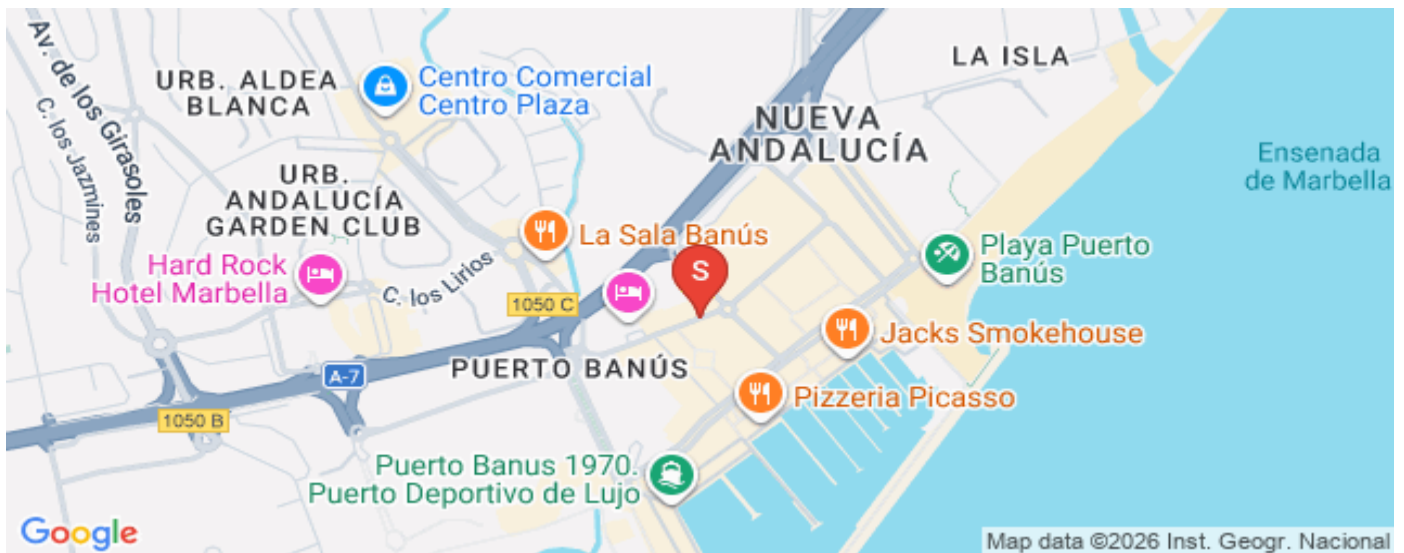 Av. de los Girasoles
C. los Jazmines
URB. ALDEA
BLANCA
Centro Comercial
Centro Plaza
LA ISLA
NUEVA
ANDALUCÍA
Ensenada
de Marbella
URB.
ANDALUCÍA
GARDEN CLUB
La Sala Banús
Playa Puerto
Banús
Hard Rock
Hotel Marbella
C. los Lirios
S
1050 C
Jacks Smokehouse
PUERTO BANÚS
A-7
Pizzeria Picasso
1050 B
Puerto Banus 1970.
Puerto Deportivo de Lujo
Google
Map data ©2026 Inst. Geogr. Nacional